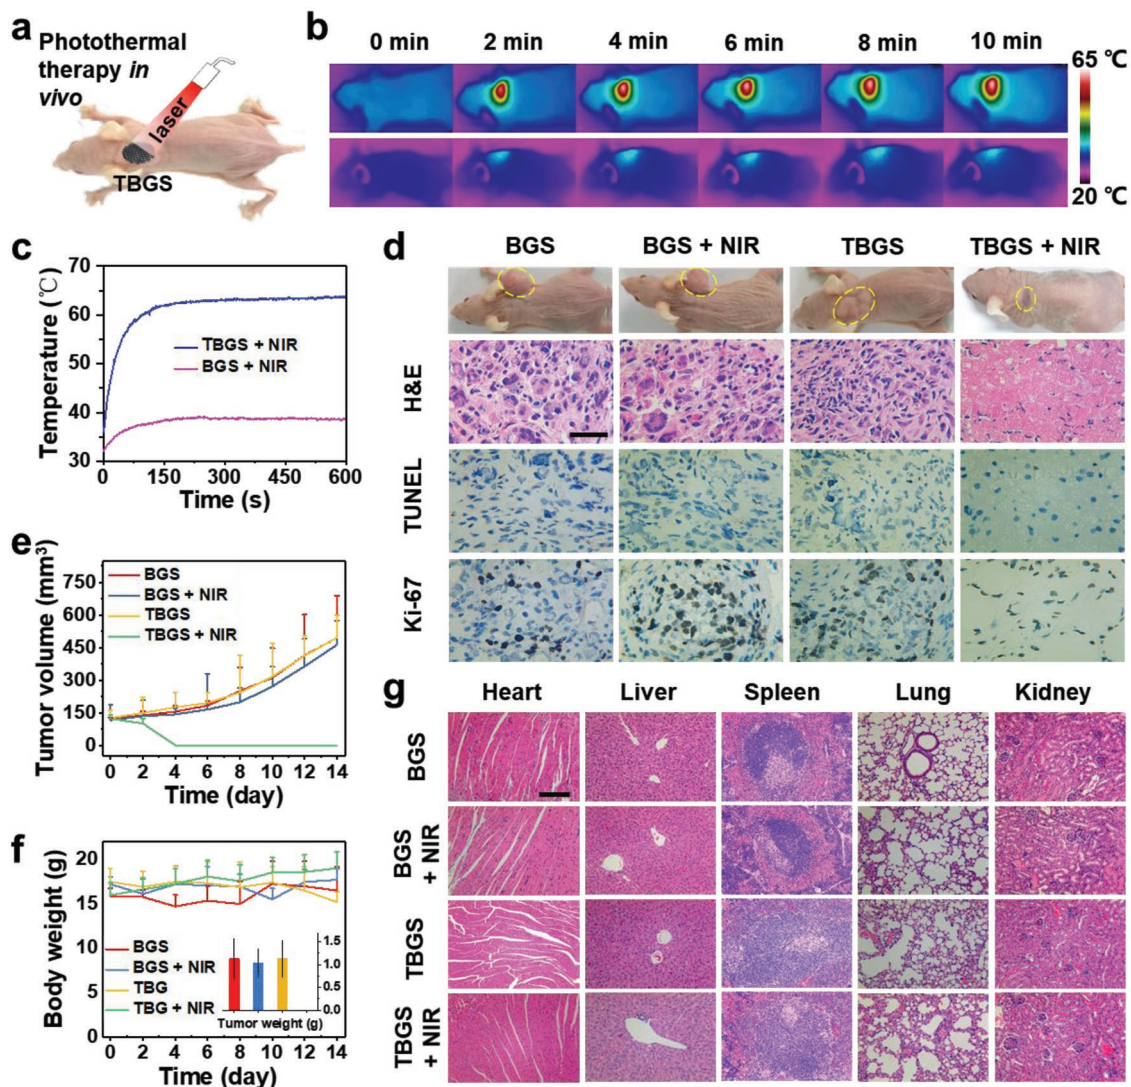 a
Photothermal
therapy in
vivo
laser
TBGS
b
0 min 2 min 4 min 6 min 8 min 10 min
65 ℃
20 ℃
c
Temperature (℃)
70
60
50
40
30
TBGS + NIR
BGS + NIR
0 150 300 450 600
Time (s)
d
BGS BGS + NIR TBGS TBGS + NIR
H&E
TUNEL
Ki-67
e
Tumor volume (mm³)
750
600
450
300
150
0
BGS
BGS + NIR
TBGS
TBGS + NIR
0 2 4 6 8 10 12 14
Time (day)
f
Body weight (g)
20
15
10
5
0
BGS
BGS + NIR
TBG
TBG + NIR
1.5
1.0
0.5
0.0
Tumor weight (g)
0 2 4 6 8 10 12 14
Time (day)
g
Heart Liver Spleen Lung Kidney
BGS
BGS
+ NIR
TBGS
TBGS
+ NIR